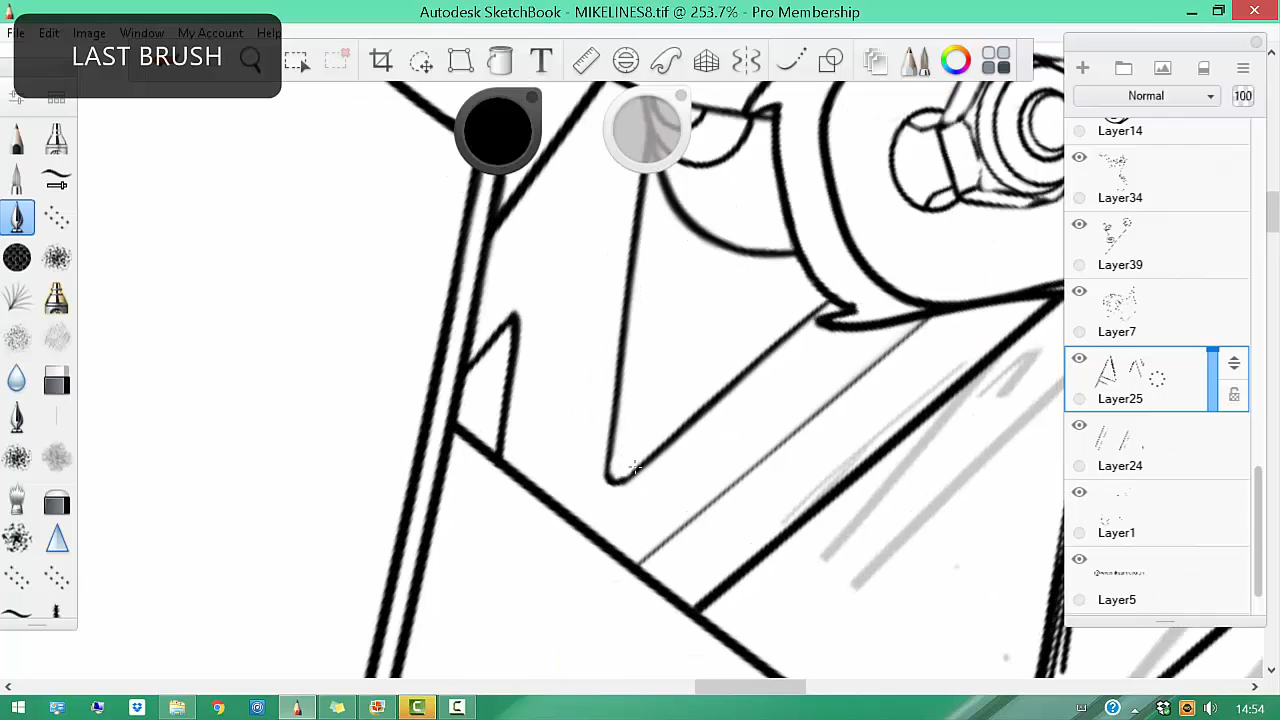 Autodesk SketchBook - MIKELINES8.tif @ 253.7% - Pro Membership
File Edit Image Window My Account Help
LAST BRUSH
T
Normal
100
Layer14
Layer34
Layer39
Layer7
Layer25
Layer24
Layer1
Layer5
14:54